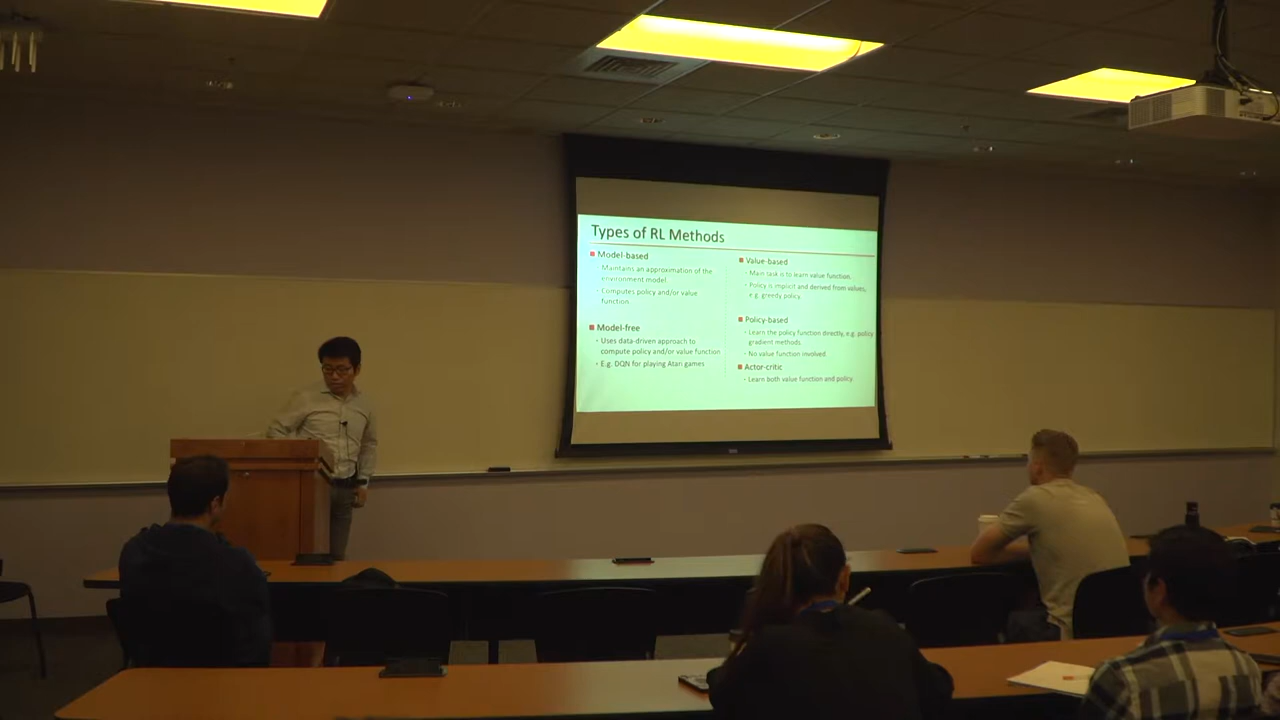 Types of RL Methods
Model-based
- Maintains an approximation of the
environment model
- Computes policy and/or value
function
Model-free
- Uses data-driven approach to
compute policy and/or value function
- E.g. DQN for playing Atari games
Value-based
- Main task is to learn value function,
- Policy is implicit and derived from values,
e.g. greedy policy
Policy-based
- Learn the policy function directly, e.g. policy
gradient methods
- No value function involved
Actor-critic
- Learn both value function and policy